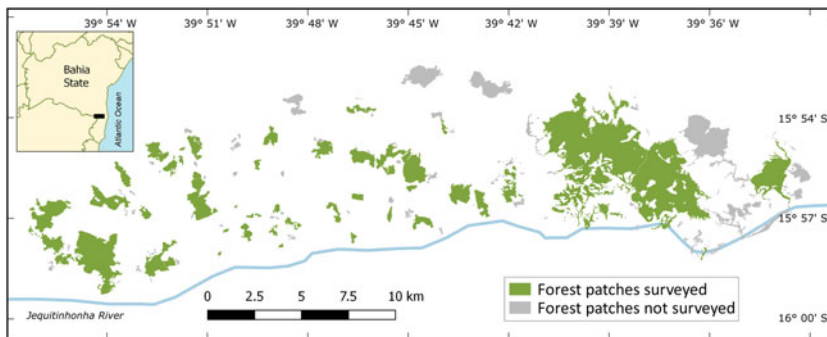 39° 54' W 39° 51' W 39° 48' W 39° 45' W 39° 42' W 39° 39' W 39° 36' W
Bahia
State
Atlantic Ocean
15° 54' S
15° 57' S
Forest patches surveyed
Forest patches not surveyed
0 2.5 5 7.5 10 km
Jequitinhonha River
16° 00' S